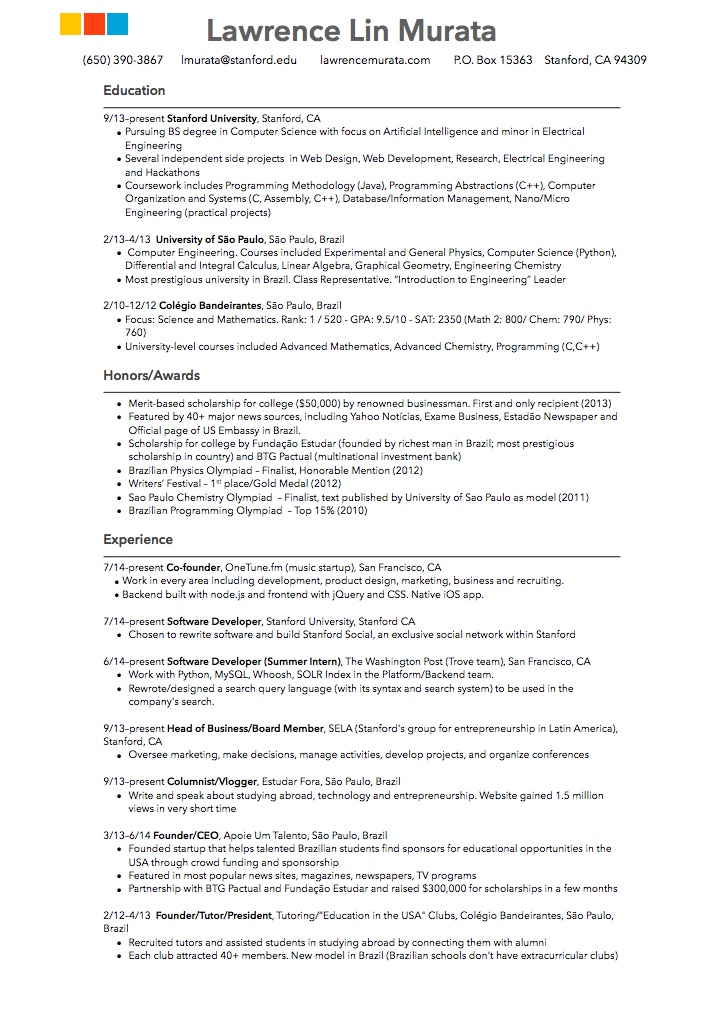 Lawrence Lin Murata
(650) 390-3867 lmurata@stanford.edu lawrencemurata.com P.O. Box 15363 Stanford, CA 94309
Education
9/13–present Stanford University, Stanford, CA
• Pursuing BS degree in Computer Science with focus on Artificial Intelligence and minor in Electrical
Engineering
• Several independent side projects in Web Design, Web Development, Research, Electrical Engineering
and Hackathons
• Coursework includes Programming Methodology (Java), Programming Abstractions (C++), Computer
Organization and Systems (C, Assembly, C++), Database/Information Management, Nano/Micro
Engineering (practical projects)
2/13–4/13 University of São Paulo, São Paulo, Brazil
• Computer Engineering. Courses included Experimental and General Physics, Computer Science (Python),
Differential and Integral Calculus, Linear Algebra, Graphical Geometry, Engineering Chemistry
• Most prestigious university in Brazil. Class Representative. “Introduction to Engineering” Leader
2/10–12/12 Colégio Bandeirantes, São Paulo, Brazil
• Focus: Science and Mathematics. Rank: 1 / 520 - GPA: 9.5/10 - SAT: 2350 (Math 2: 800/ Chem: 790/ Phys:
760)
• University-level courses included Advanced Mathematics, Advanced Chemistry, Programming (C,C++)
Honors/Awards
• Merit-based scholarship for college ($50,000) by renowned businessman. First and only recipient (2013)
• Featured by 40+ major news sources, including Yahoo Notícias, Exame Business, Estadão Newspaper and
Official page of US Embassy in Brazil.
• Scholarship for college by Fundação Estudar (founded by richest man in Brazil; most prestigious
scholarship in country) and BTG Pactual (multinational investment bank)
• Brazilian Physics Olympiad – Finalist, Honorable Mention (2012)
• Writers’ Festival – 1st place/Gold Medal (2012)
• Sao Paulo Chemistry Olympiad – Finalist, text published by University of Sao Paulo as model (2011)
• Brazilian Programming Olympiad – Top 15% (2010)
Experience
7/14-present Co-founder, OneTune.fm (music startup), San Francisco, CA
• Work in every area including development, product design, marketing, business and recruiting.
• Backend built with node.js and frontend with jQuery and CSS. Native iOS app.
7/14-present Software Developer, Stanford University, Stanford CA
• Chosen to rewrite software and build Stanford Social, an exclusive social network within Stanford
6/14-present Software Developer (Summer Intern), The Washington Post (Trove team), San Francisco, CA
• Work with Python, MySQL, Whoosh, SOLR Index in the Platform/Backend team.
• Rewrote/designed a search query language (with its syntax and search system) to be used in the
company's search.
9/13–present Head of Business/Board Member, SELA (Stanford's group for entrepreneurship in Latin America),
Stanford, CA
• Oversee marketing, make decisions, manage activities, develop projects, and organize conferences
9/13–present Columnist/Vlogger, Estudar Fora, São Paulo, Brazil
• Write and speak about studying abroad, technology and entrepreneurship. Website gained 1.5 million
views in very short time
3/13–6/14 Founder/CEO, Apoie Um Talento, São Paulo, Brazil
• Founded startup that helps talented Brazilian students find sponsors for educational opportunities in the
USA through crowd funding and sponsorship
• Featured in most popular news sites, magazines, newspapers, TV programs
• Partnership with BTG Pactual and Fundação Estudar and raised $300,000 for scholarships in a few months
2/12-4/13 Founder/Tutor/President, Tutoring/“Education in the USA” Clubs, Colégio Bandeirantes, São Paulo,
Brazil
• Recruited tutors and assisted students in studying abroad by connecting them with alumni
• Each club attracted 40+ members. New model in Brazil (Brazilian schools don't have extracurricular clubs)